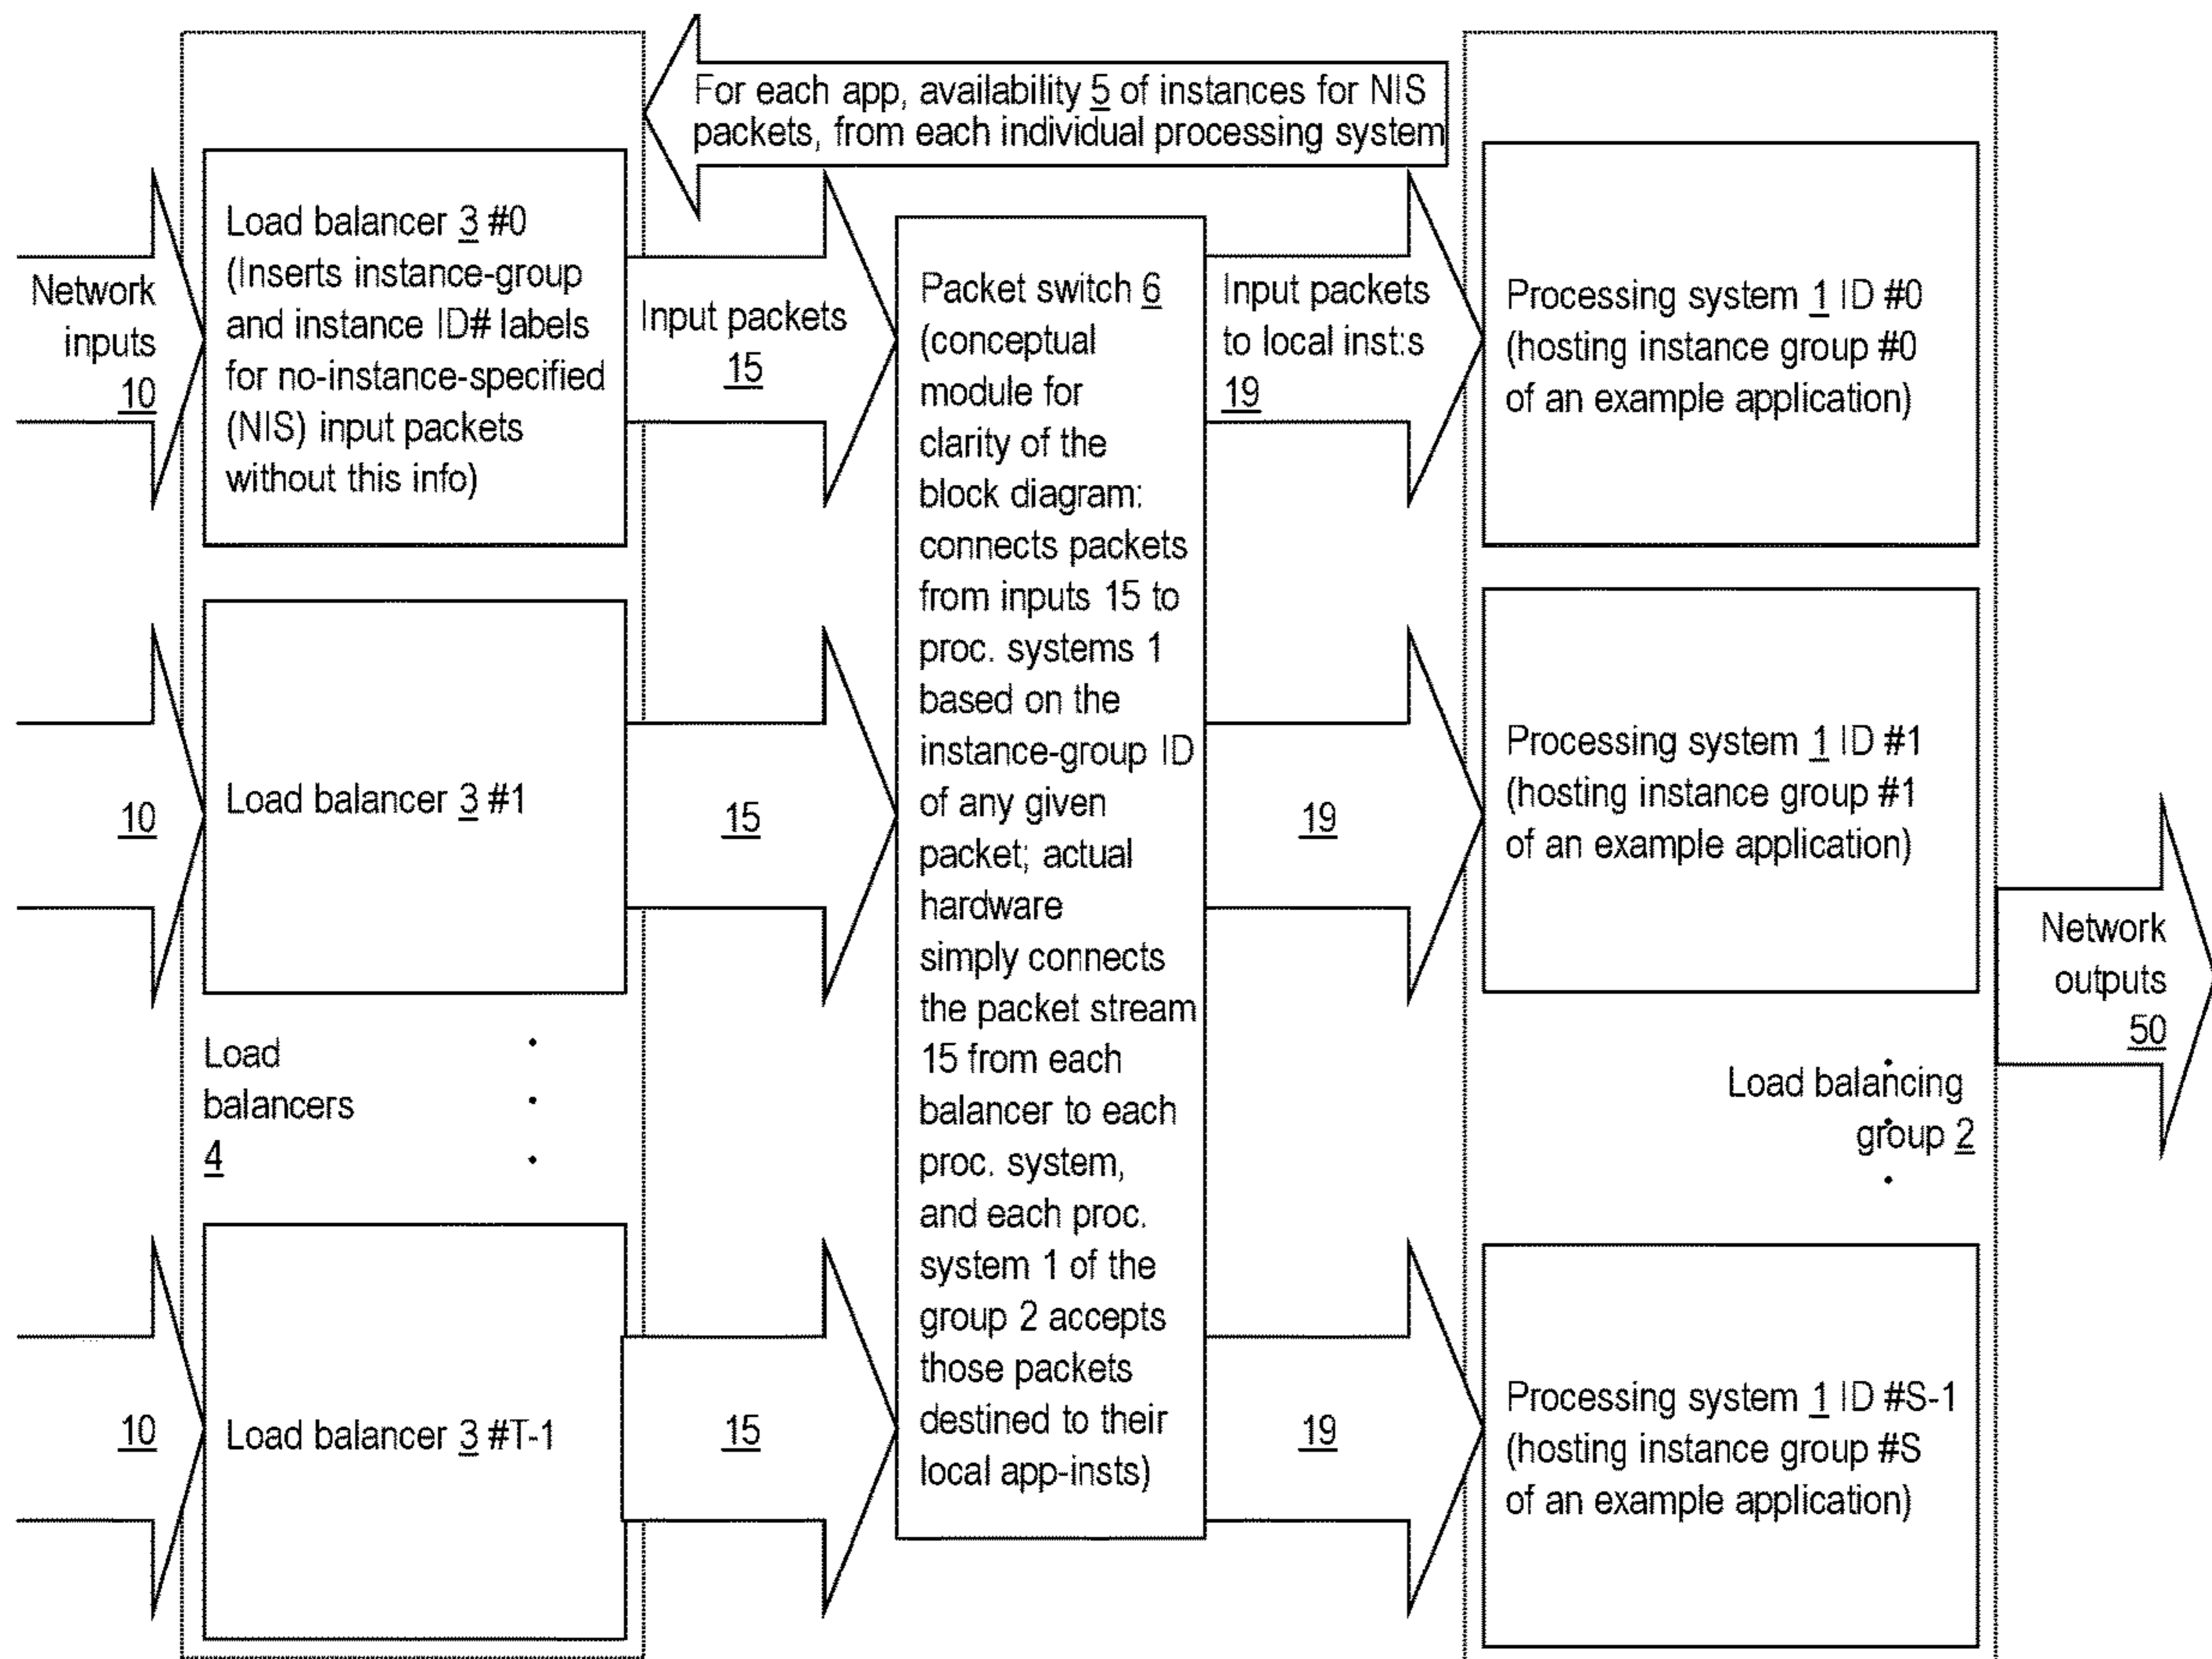 For each app, availability 5 of instances for NIS
packets, from each individual processing system
Network
inputs
10
Load balancer 3 #0
(Inserts instance-group
and instance ID# labels
for no-instance-specified
(NIS) input packets
without this info)
Input packets
15
Packet switch 6
(conceptual
module for
clarity of the
block diagram:
connects packets
from inputs 15 to
proc. systems 1
based on the
instance-group ID
of any given
packet; actual
hardware
simply connects
the packet stream
15 from each
balancer to each
proc. system,
and each proc.
system 1 of the
group 2 accepts
those packets
destined to their
local app-insts)
Input packets
to local inst:s
19
Processing system 1 ID #0
(hosting instance group #0
of an example application)
10
Load balancer 3 #1
15
19
Processing system 1 ID #1
(hosting instance group #1
of an example application)
Network
outputs
50
Load
balancers
4
Load balancing
group 2
10
Load balancer 3 #T-1
15
19
Processing system 1 ID #S-1
(hosting instance group #S
of an example application)